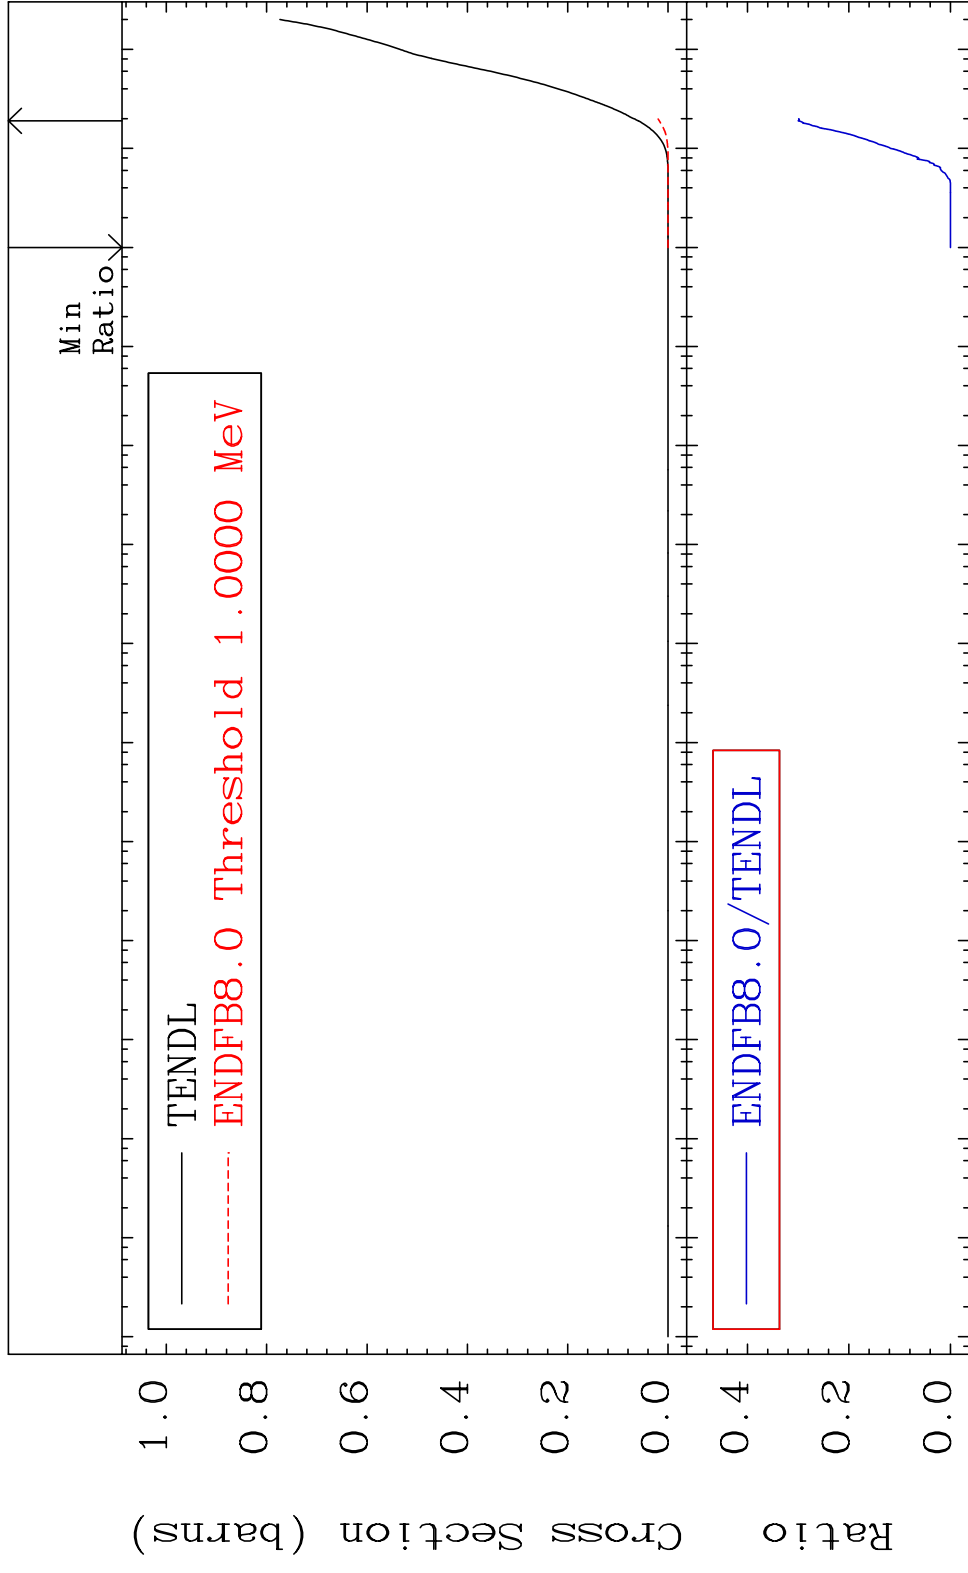 Min
Ratio
TENDL
ENDFB8.0 Threshold 1.0000 MeV
1.0
0.8
0.6
0.4
0.2
0.0
Cross Section (barns)
ENDFB8.0/TENDL
0.4
0.2
0.0
Ratio